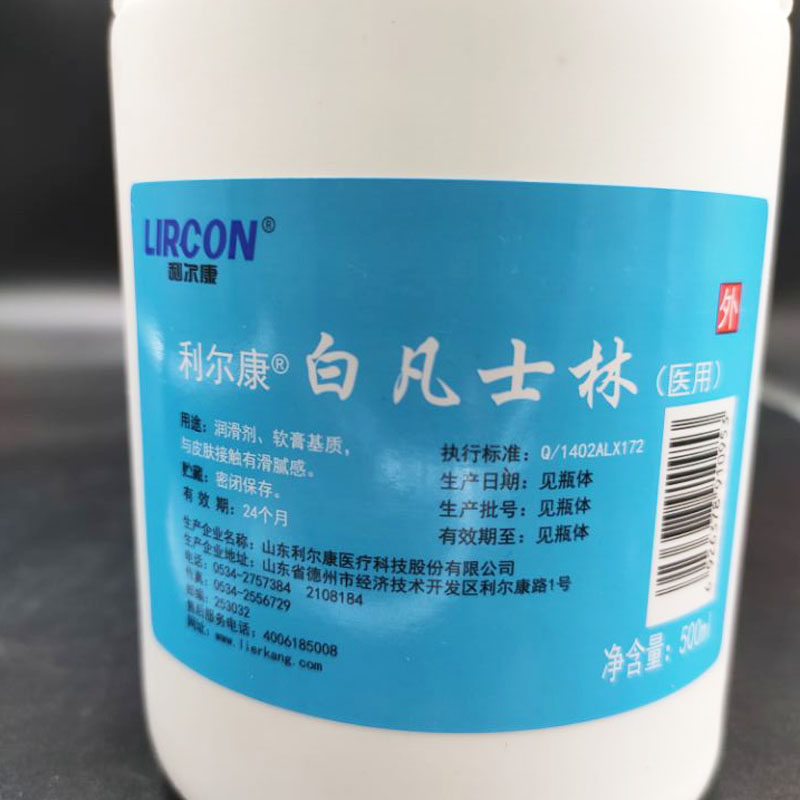 LIRCON®
利尔康
外
利尔康® 白凡士林（医用）
用途：润滑剂、软膏基质，
与皮肤接触有滑腻感。
贮藏：密闭保存。
有效期：24个月
执行标准：Q/1402ALX172
生产日期：见瓶体
生产批号：见瓶体
有效期至：见瓶体
生产企业名称：山东利尔康医疗科技股份有限公司
生产企业地址：山东省德州市经济技术开发区利尔康路1号
电话：0534-2757384 2108184
传真：0534-2556729
邮编：253032
售后服务电话：4006185008
网址：www.lierkang.com
净含量：500ml